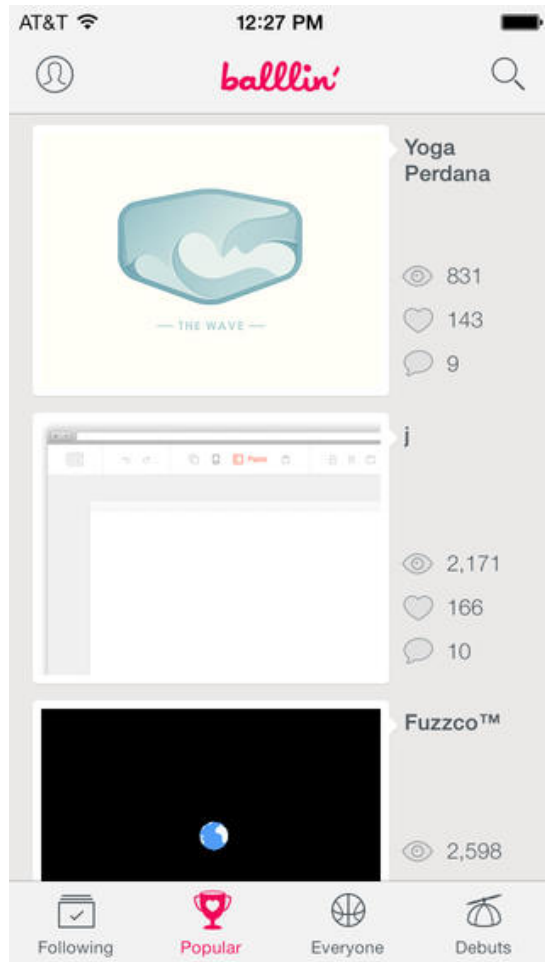 AT&T 12:27 PM
balllin'
Yoga
Perdana
831
143
9
— THE WAVE —
j
Paste
2,171
166
10
Fuzzco™
2,598
Following Popular Everyone Debuts